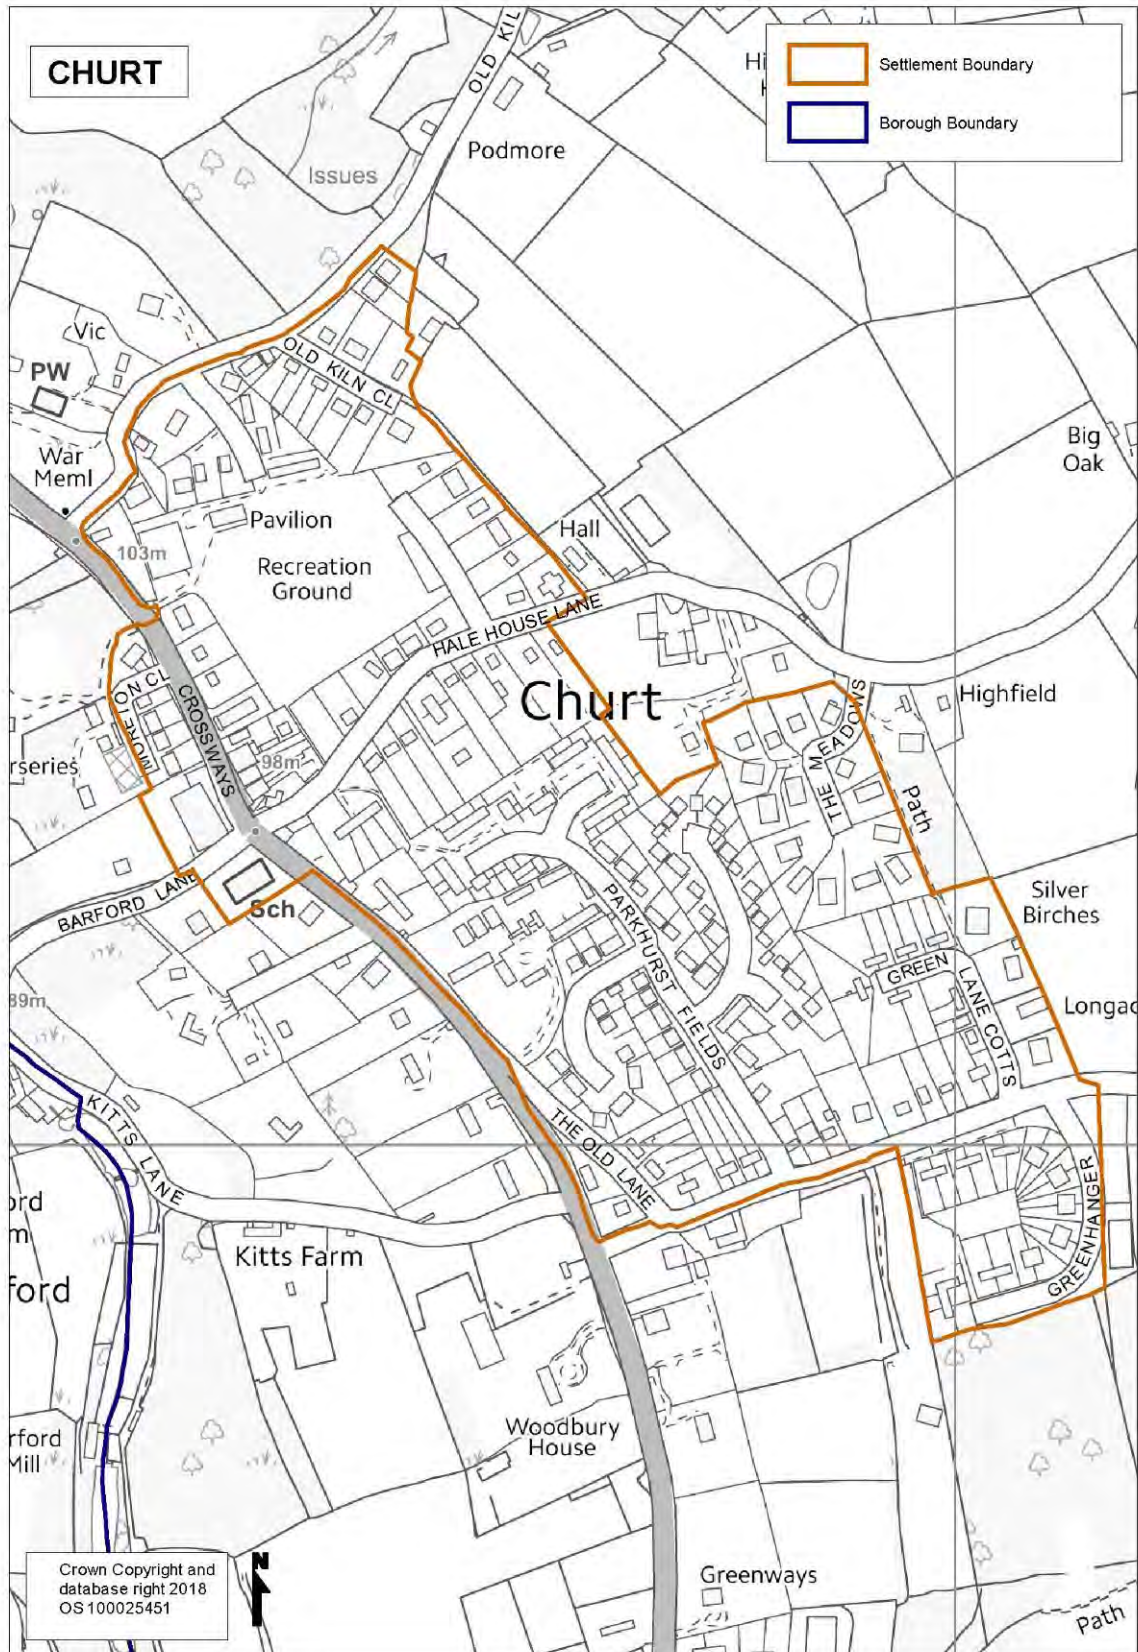 CHURT
Settlement Boundary
Borough Boundary
OLD KIL
Podmore
Issues
Vic
PW
OLD KILN CL
War
Meml
Big
Oak
Pavilion
Hall
103m
Recreation
Ground
HALE HOUSE LANE
MORETON CL
CROSSWAYS
Churt
Highfield
THE MEADOWS
rseries
98m
Path
BARFORD LANE
Sch
PARKHURST FIELDS
Silver
Birches
GREEN
LANE COTTS
89m
Longac
KITTS LANE
THE OLD LANE
GREENHANGER
ord
m
Kitts Farm
ford
Woodbury
House
rford
Mill
Crown Copyright and
database right 2018
OS 100025451
N
Greenways
Path